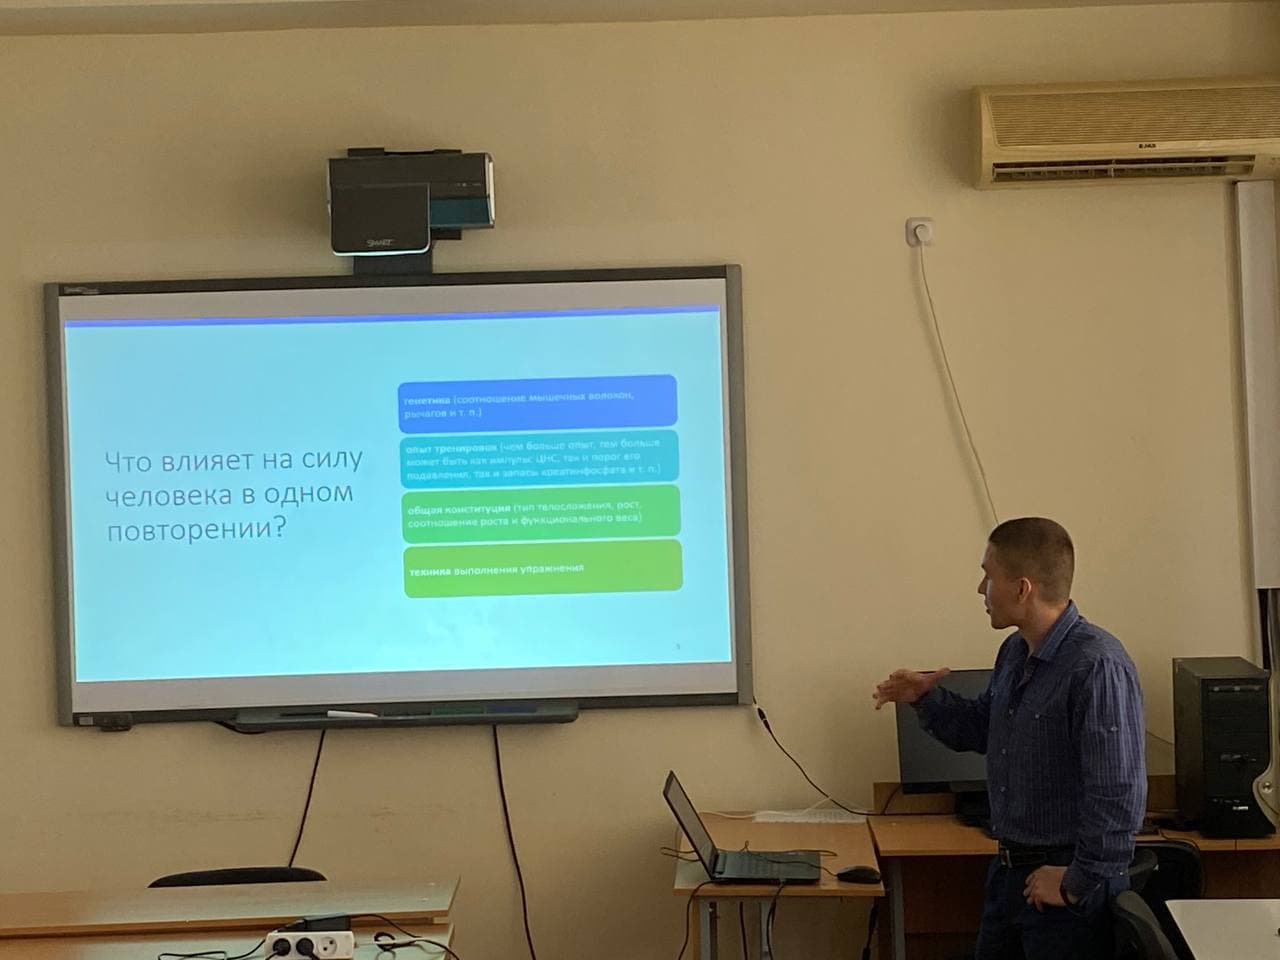 SMART
Что влияет на силу
человека в одном
повторении?
генетика (соотношение мышечных волокон,
рычагов и т. п.)
опыт тренировок (чем больше опыт, тем больше
может быть как импульс ЦНС, так и порог его
подавления, так и запасы креатинфосфата и т. п.)
общая конституция (тип телосложения, рост,
соотношение роста и функционального веса)
техника выполнения упражнения
5